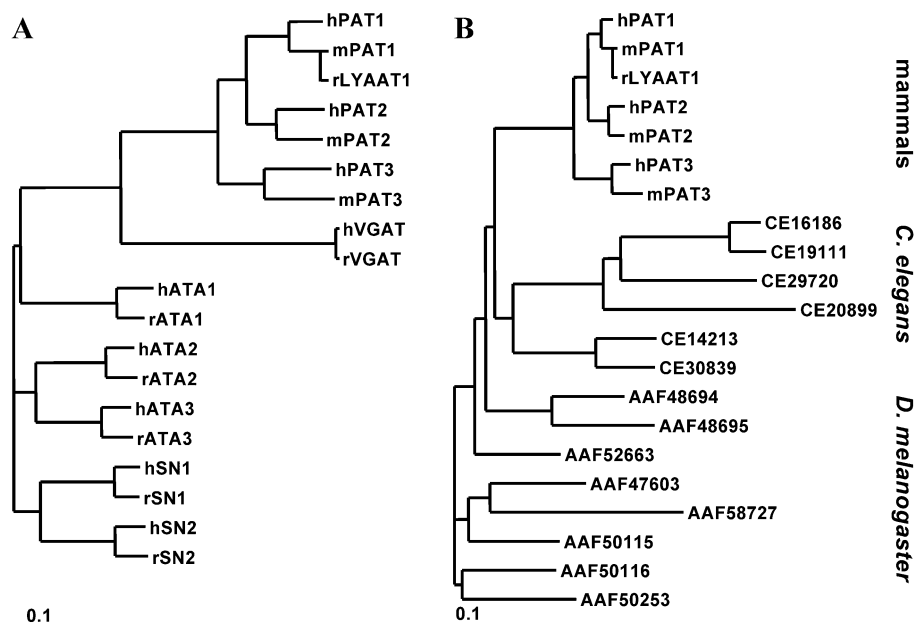 A
hPAT1
mPAT1
rLYAAT1
hPAT2
mPAT2
hPAT3
mPAT3
hVGAT
rVGAT
hATA1
rATA1
hATA2
rATA2
hATA3
rATA3
hSN1
rSN1
hSN2
rSN2
0.1
B
hPAT1
mPAT1
rLYAAT1
hPAT2
mPAT2
hPAT3
mPAT3
CE16186
CE19111
CE29720
CE20899
CE14213
CE30839
AAF48694
AAF48695
AAF52663
AAF47603
AAF58727
AAF50115
AAF50116
AAF50253
0.1
mammals
C. elegans
D. melanogaster